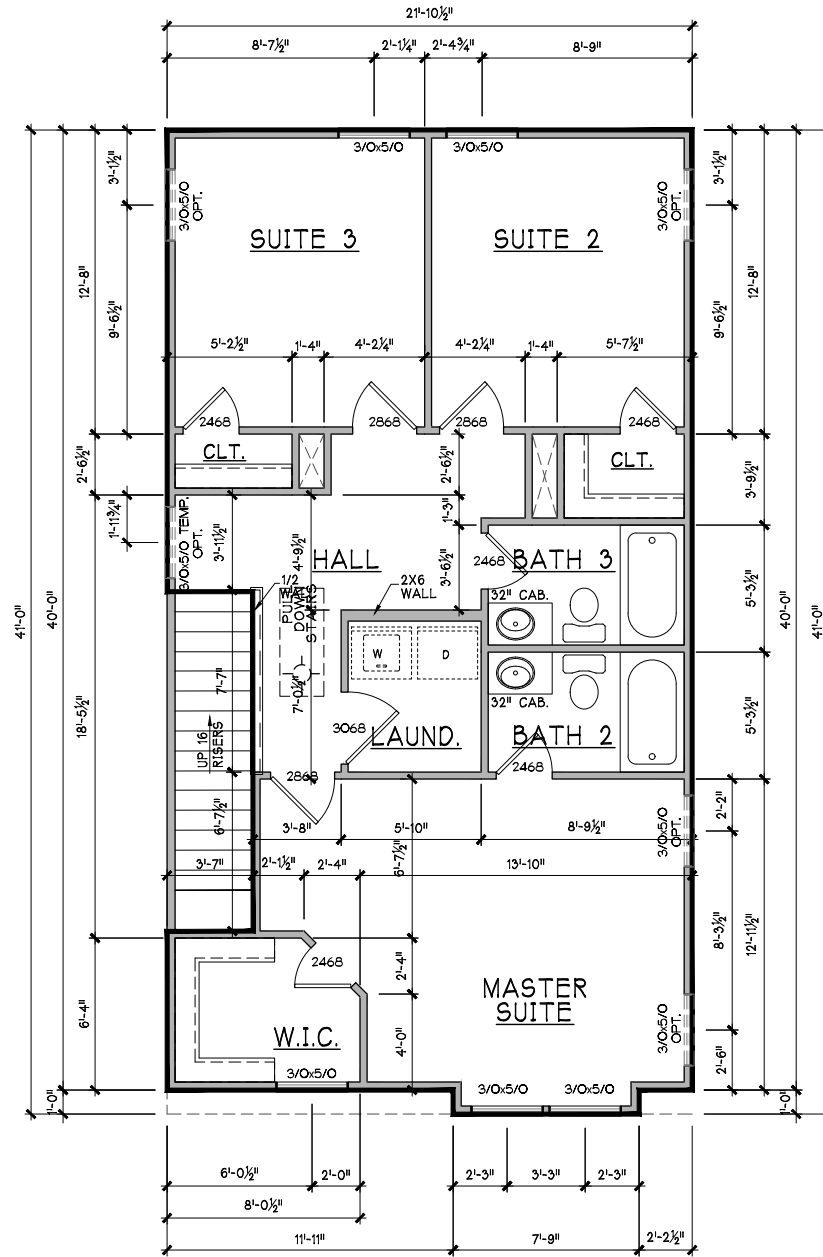 21'-10½"
8'-7½" 2'-1¼" 2'-4¾" 8'-9"
3/0x5/0 3/0x5/0
3'-1½" 3'-1½"
3/0x5/0 OPT. 3/0x5/0 OPT.
SUITE 3 SUITE 2
12'-8" 12'-8"
9'-6½" 9'-6½"
5'-2½" 1'-4" 4'-2¼" 4'-2¼" 1'-4" 5'-7½"
2468 2868 2868 2468
CLT. CLT.
2'-6½" 2'-6½" 3'-9½"
1'-11¾" 1'-3"
3/0x5/0 TEMP. OPT.
3'-11½" 4'-9½" 3'-6½"
HALL 2468 BATH 3
5'-3½"
1/2 WALL
2X6
WALL
32" CAB.
PULL DOWN STAIRS
41'-0" 40'-0" 40'-0" 41'-0"
W D
7'-7" 7'-0½"
32" CAB.
5'-3½"
18'-5½"
UP 16 RISERS
3068
LAUND. BATH 2
2868 2468
6'-7½" 2'-2"
3'-8" 5'-10" 8'-9½"
3/0x5/0 OPT.
3'-7" 2'-1½" 2'-4" 6'-7½" 13'-10"
8'-3½" 12'-11½"
2468
2'-4"
MASTER
SUITE
6'-4"
W.I.C.
4'-0"
3/0x5/0 OPT.
2'-6"
3/0x5/0 3/0x5/0 3/0x5/0
1'-0" 1'-0"
6'-0½" 2'-0" 2'-3" 3'-3" 2'-3"
8'-0½"
11'-11" 7'-9" 2'-2½"